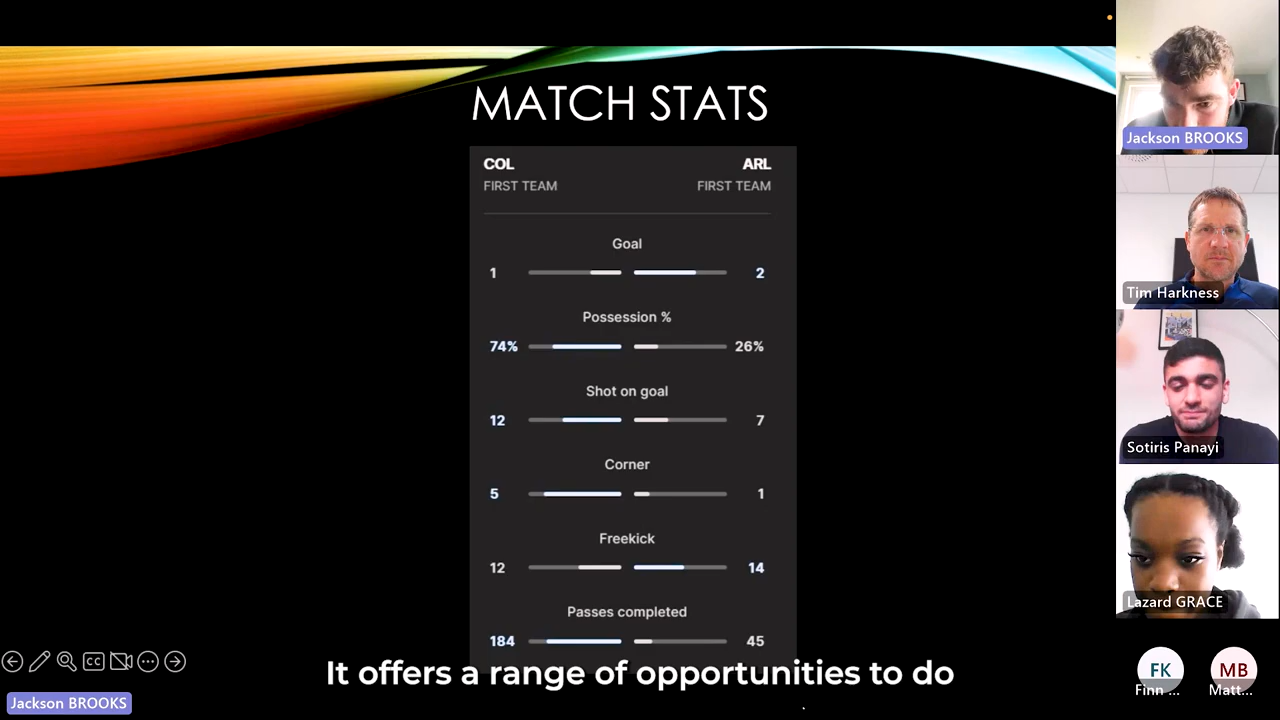 MATCH STATS
COL ARL
FIRST TEAM FIRST TEAM
Goal
1 2
Possession %
74% 26%
Shot on goal
12 7
Corner
5 1
Freekick
12 14
Passes completed
184 45
It offers a range of opportunities to do
CC
Jackson BROOKS
Jackson BROOKS
Tim Harkness
Sotiris Panayi
Lazard GRACE
FK MB
Finn ... Matt...